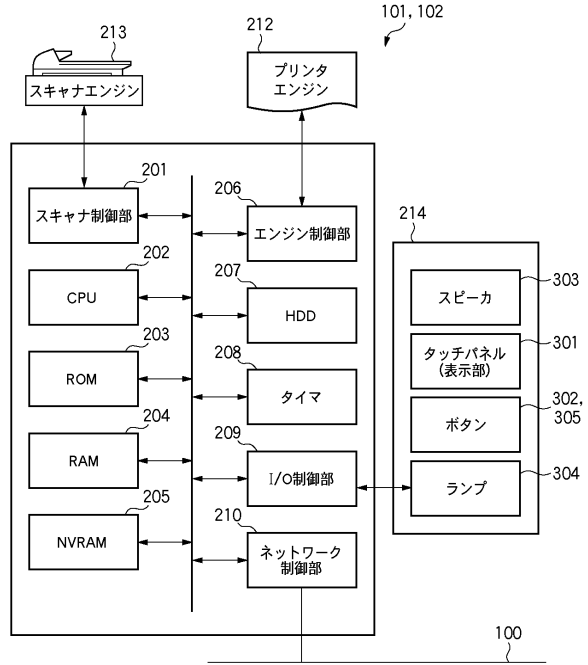 101, 102
213
スキャナエンジン
212
プリンタ
エンジン
201
スキャナ制御部
202
CPU
203
ROM
204
RAM
205
NVRAM
206
エンジン制御部
207
HDD
208
タイマ
209
I/O制御部
210
ネットワーク
制御部
214
スピーカ
303
タッチパネル
(表示部)
301
ボタン
302,
305
ランプ
304
100